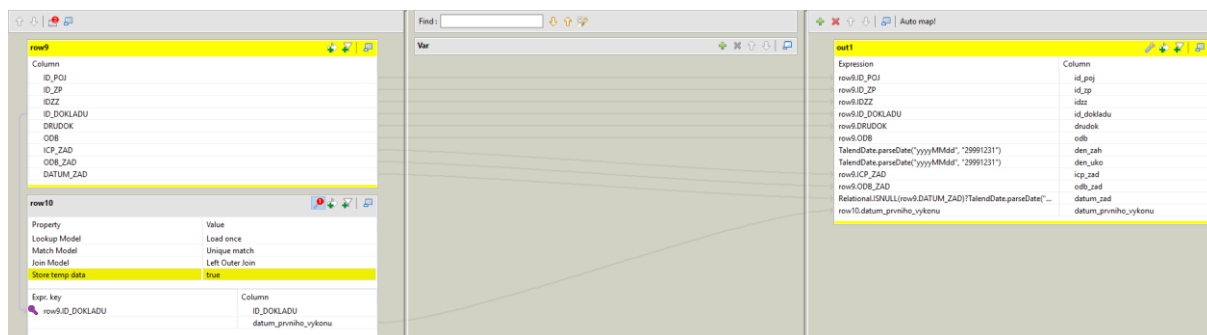 Find :
Auto map!
row9
Column
ID_POJ
ID_ZP
IDZZ
ID_DOKLADU
DRUDOK
ODB
ICP_ZAD
ODB_ZAD
DATUM_ZAD
row10
Property Value
Lookup Model Load once
Match Model Unique match
Join Model Left Outer Join
Store temp data true
Expr. key Column
row9.ID_DOKLADU ID_DOKLADU
datum_prvniho_vykonu
Var
out1
Expression Column
row9.ID_POJ id_poj
row9.ID_ZP id_zp
row9.IDZZ idzz
row9.ID_DOKLADU id_dokladu
row9.DRUDOK drudok
row9.ODB odb
TalendDate.parseDate("yyyyMMdd", "29991231") den_zah
TalendDate.parseDate("yyyyMMdd", "29991231") den_uko
row9.ICP_ZAD icp_zad
row9.ODB_ZAD odb_zad
Relational.ISNULL(row9.DATUM_ZAD)?TalendDate.parseDate("... datum_zad
row10.datum_prvniho_vykonu datum_prvniho_vykonu